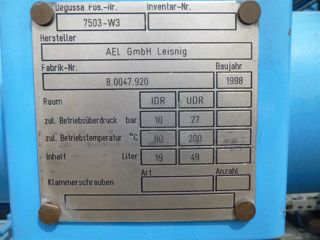 Degussa Pos.-Nr. Inventar-Nr.
7503-W3
Hersteller
AEL GmbH Leisnig
Fabrik-Nr. Baujahr
8.0047.920 1998
Raum IDR UDR
zul. Betriebsüberdruck bar 10 27
zul. Betriebstemperatur °C 80 200
Inhalt Liter 19 49
Art Anzahl
Klammerschrauben